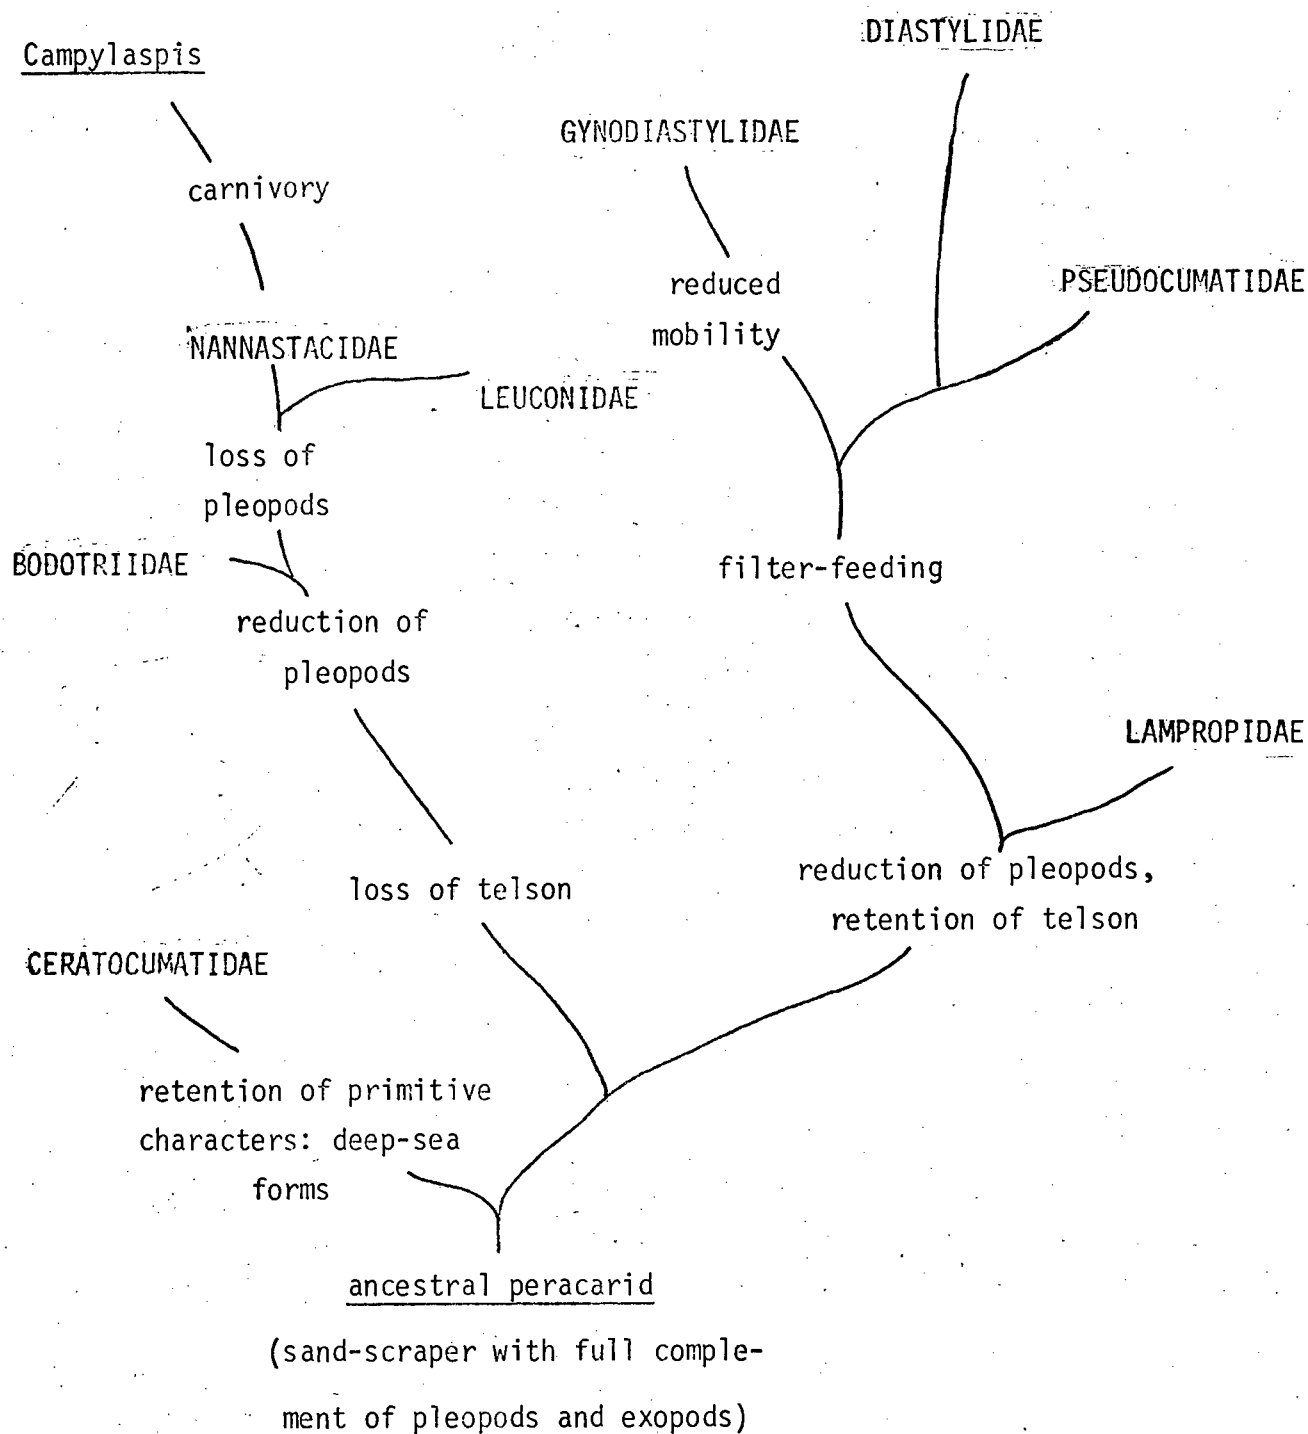 DIASTYLIDAE
Campylaspis
GYNODIASTYLIDAE
carnivory
reduced
mobility
PSEUDOCUMATIDAE
NANNASTACIDAE
LEUCONIDAE
loss of
pleopods
BODOTRIIDAE
filter-feeding
reduction of
pleopods
LAMPROPIDAE
loss of telson
reduction of pleopods,
retention of telson
CERATOCUMATIDAE
retention of primitive
characters: deep-sea
forms
ancestral peracarid
(sand-scraper with full comple-
ment of pleopods and exopods)